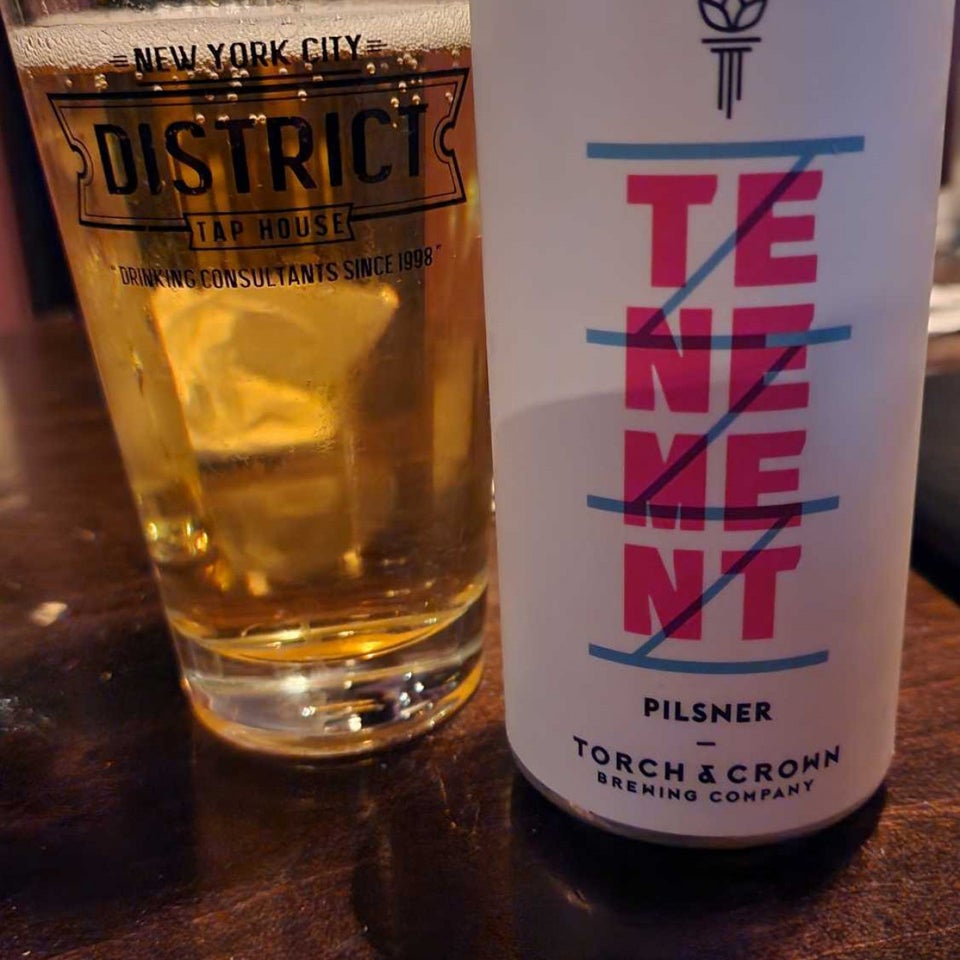 NEW YORK CITY
DISTRICT
TAP HOUSE
"DRINKING CONSULTANTS SINCE 1998"
TE
NE
ME
NT
PILSNER
–
TORCH & CROWN
BREWING COMPANY